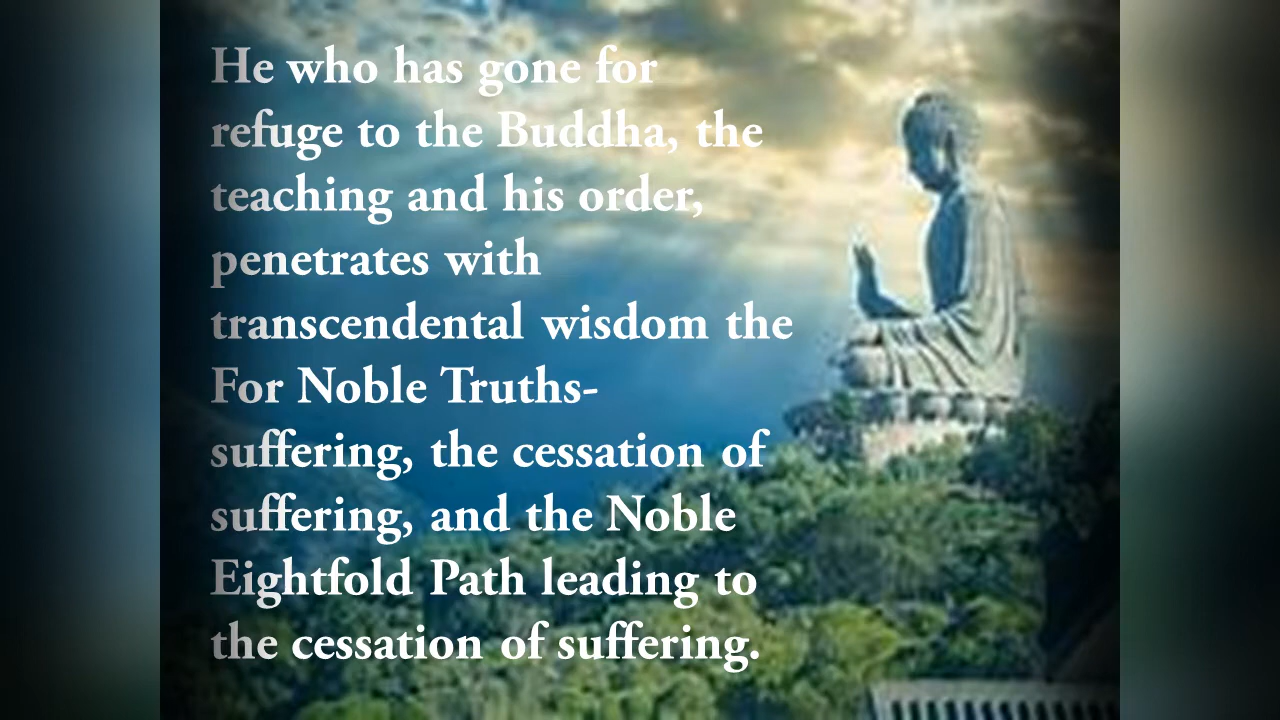 He who has gone for
refuge to the Buddha, the
teaching and his order,
penetrates with
transcendental wisdom the
For Noble Truths-
suffering, the cessation of
suffering, and the Noble
Eightfold Path leading to
the cessation of suffering.